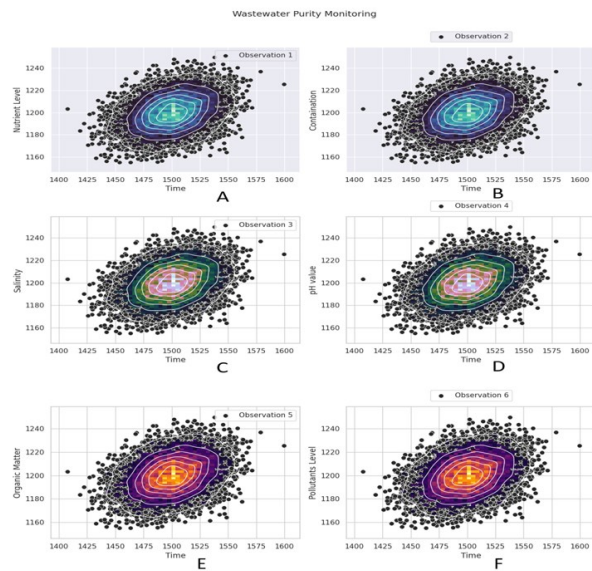 Wastewater Purity Monitoring
Observation 1
Nutrient Level
1240
1220
1200
1180
1160
1400 1425 1450 1475 1500 1525 1550 1575 1600
Time
A
Observation 2
Containation
1240
1220
1200
1180
1160
1400 1425 1450 1475 1500 1525 1550 1575 1600
Time
B
Observation 3
Salinity
1240
1220
1200
1180
1160
1400 1425 1450 1475 1500 1525 1550 1575 1600
Time
C
Observation 4
pH value
1240
1220
1200
1180
1160
1400 1425 1450 1475 1500 1525 1550 1575 1600
Time
D
Observation 5
Organic Matter
1240
1220
1200
1180
1160
1400 1425 1450 1475 1500 1525 1550 1575 1600
Time
E
Observation 6
Pollutants Level
1240
1220
1200
1180
1160
1400 1425 1450 1475 1500 1525 1550 1575 1600
Time
F